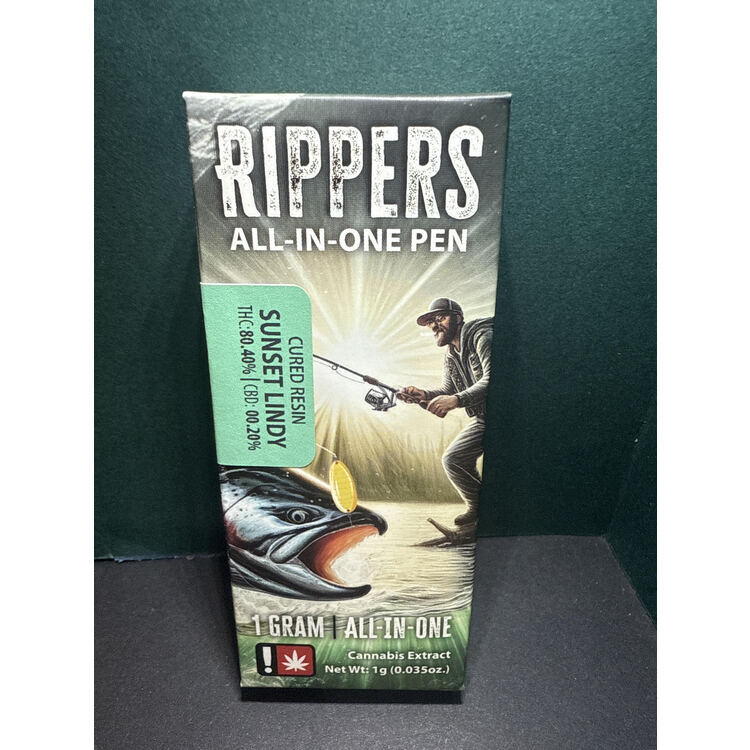 RIPPERS
ALL-IN-ONE PEN
CURED RESIN
SUNSET LINDY
THC:80.40% | CBD: 00.20%
1 GRAM | ALL-IN-ONE
Cannabis Extract
Net Wt: 1g (0.035oz.)
!